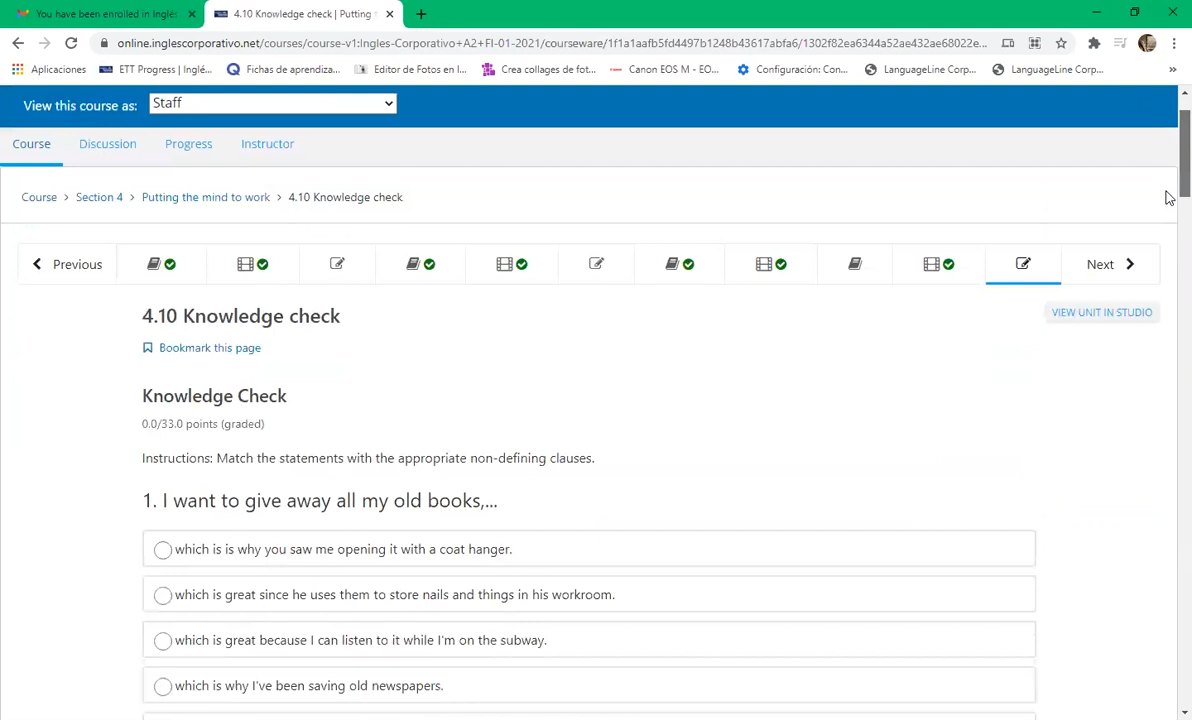 You have been enrolled in Inglés
4.10 Knowledge check | Putting
online.inglescorporativo.net/courses/course-v1:Ingles-Corporativo+A2+FI-01-2021/courseware/1f1a1aafb5fd4497b1248b43617abfa6/1302f82ea6344a52ae432ae68022e...
Aplicaciones
ETT Progress | Inglé...
Fichas de aprendiza...
Editor de Fotos en l...
Crea collages de fot...
Canon EOS M - EO...
Configuración: Con...
LanguageLine Corp...
LanguageLine Corp...
»
View this course as:
Staff
Course
Discussion
Progress
Instructor
Course > Section 4 > Putting the mind to work > 4.10 Knowledge check
Previous
Next
4.10 Knowledge check
VIEW UNIT IN STUDIO
Bookmark this page
Knowledge Check
0.0/33.0 points (graded)
Instructions: Match the statements with the appropriate non-defining clauses.
1. I want to give away all my old books,...
which is is why you saw me opening it with a coat hanger.
which is great since he uses them to store nails and things in his workroom.
which is great because I can listen to it while I'm on the subway.
which is why I've been saving old newspapers.